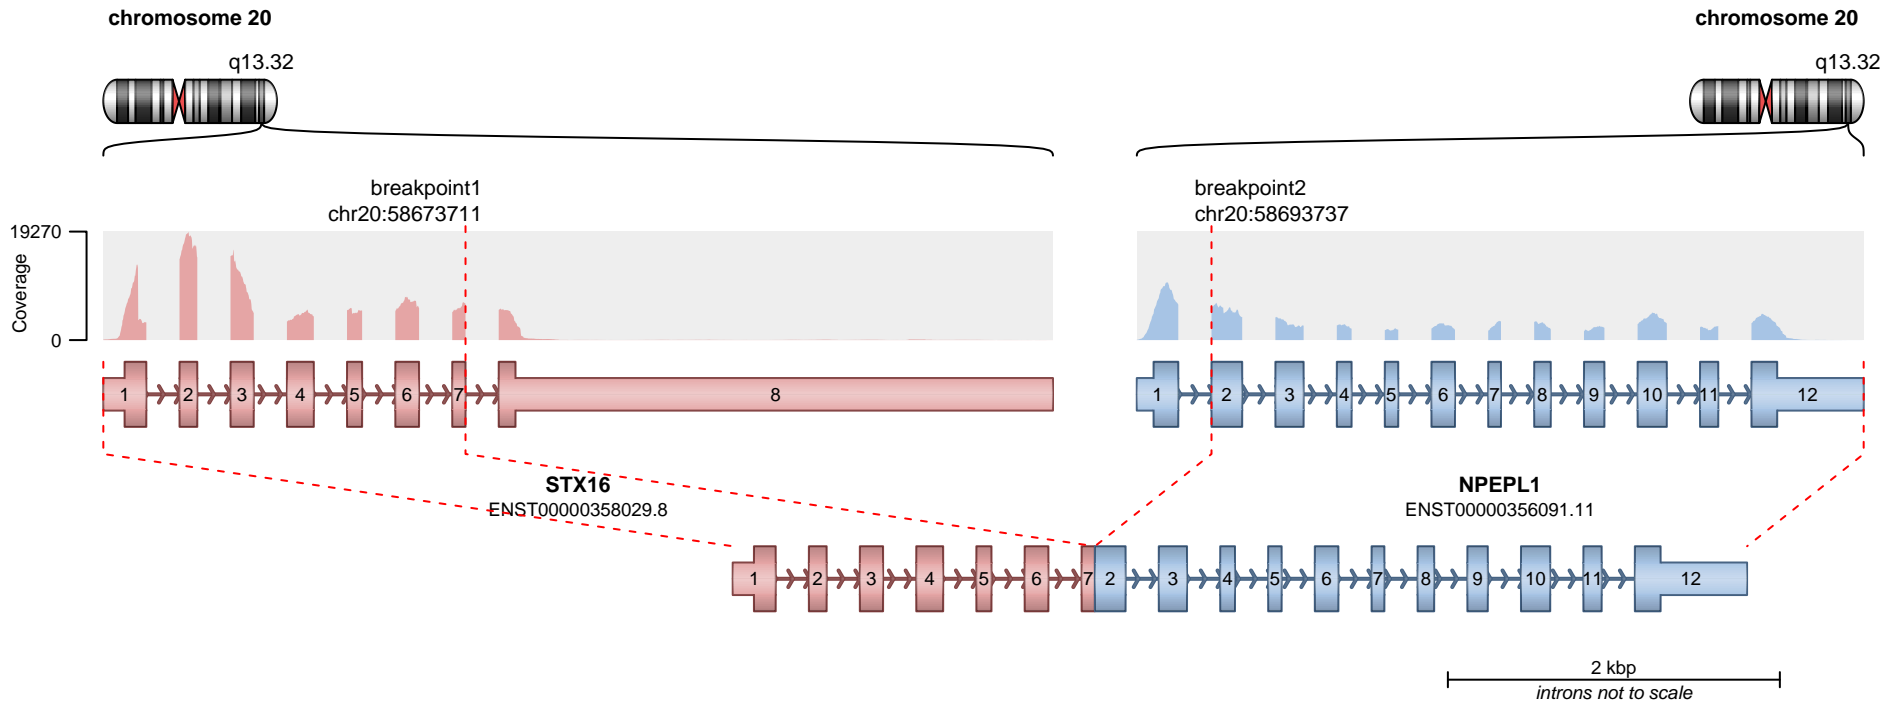 chromosome 20
chromosome 20
q13.32
q13.32
breakpoint1
chr20:58673711
breakpoint2
chr20:58693737
19270
Coverage
0
1 2 3 4 5 6 7 8
1 2 3 4 5 6 7 8 9 10 11 12
STX16
ENST00000358029.8
NPEPL1
ENST00000356091.11
1 2 3 4 5 6 7 2 3 4 5 6 7 8 9 10 11 12
2 kbp
introns not to scale